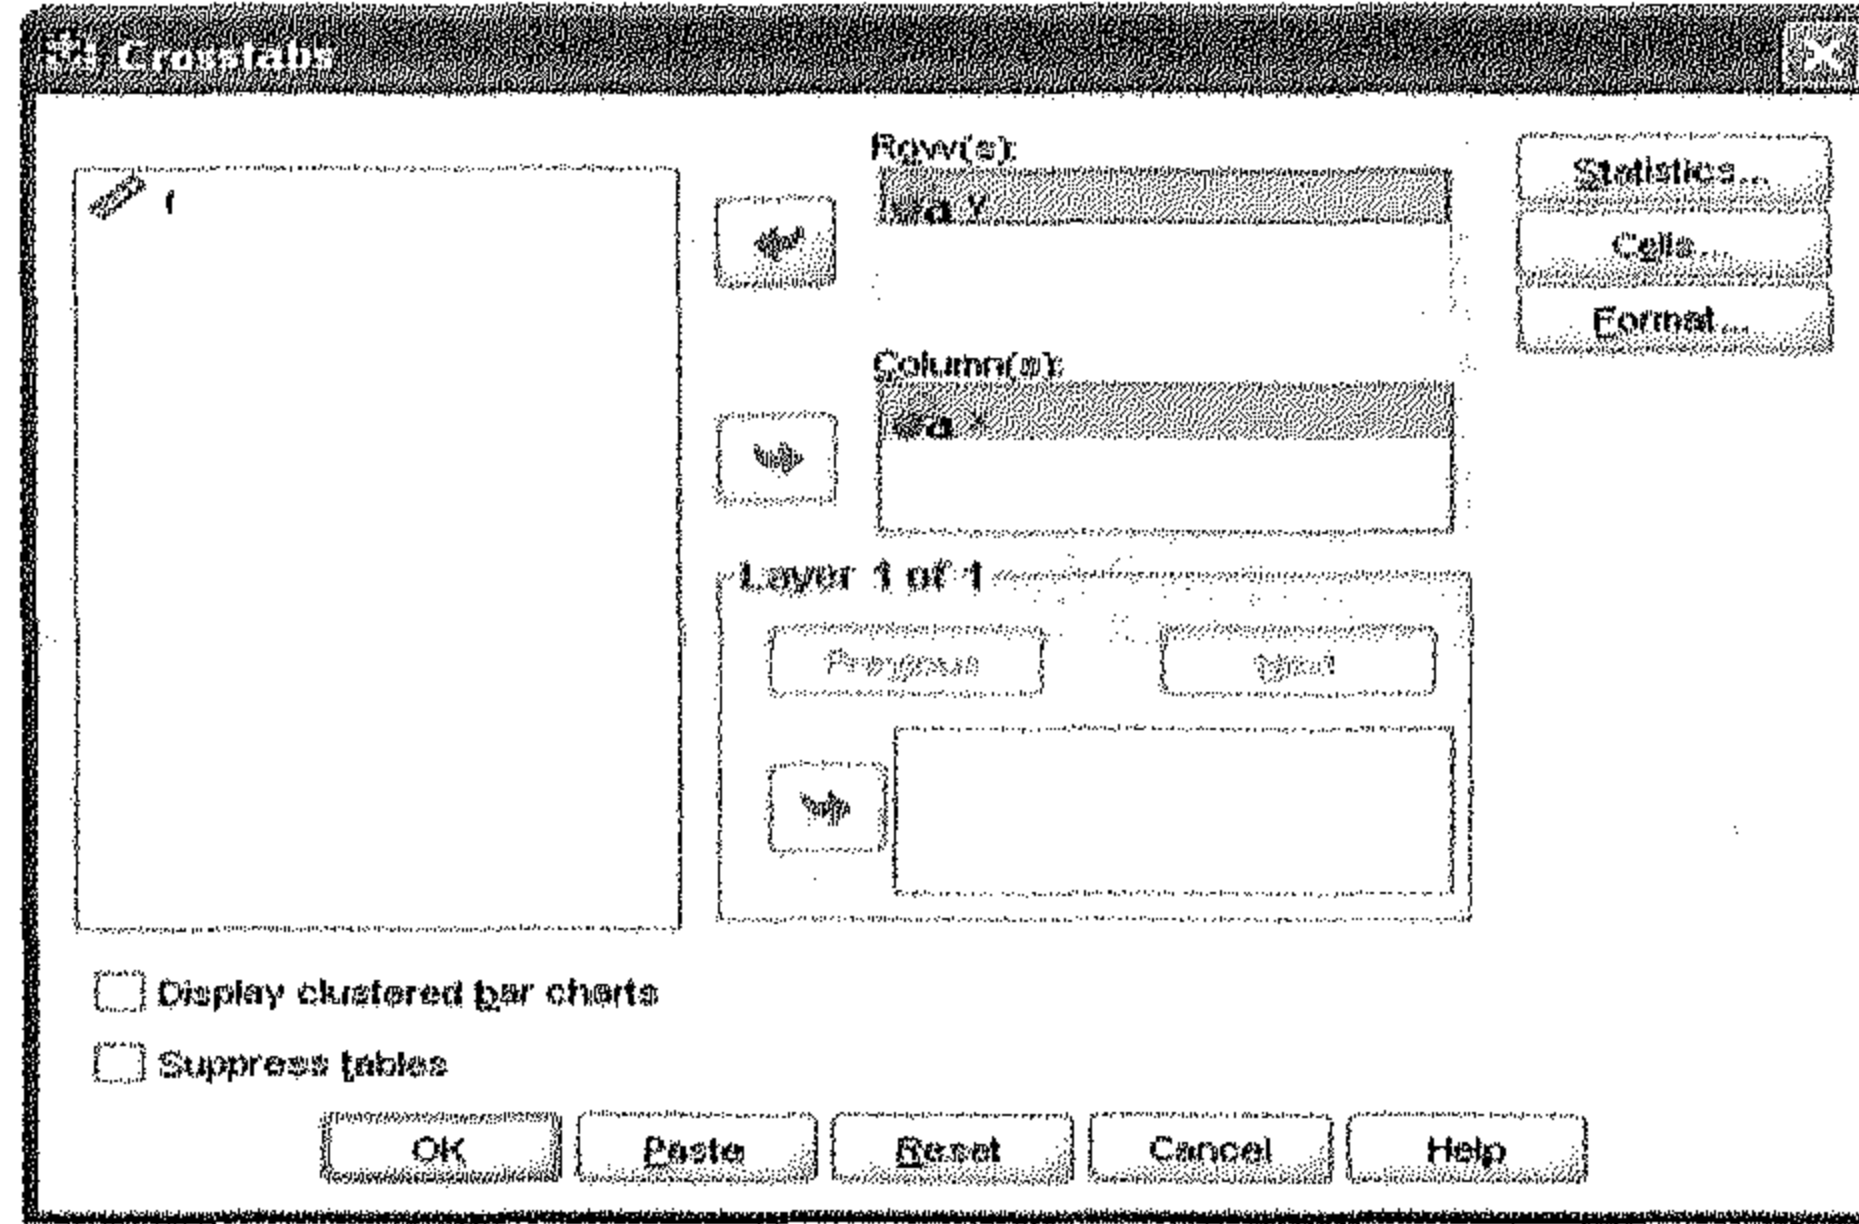 Crosstabs
f
Row(s):
a Y
Column(s):
a X
Layer 1 of 1
Previous
Next
Statistics...
Cells...
Format...
Display clustered bar charts
Suppress tables
OK
Paste
Reset
Cancel
Help